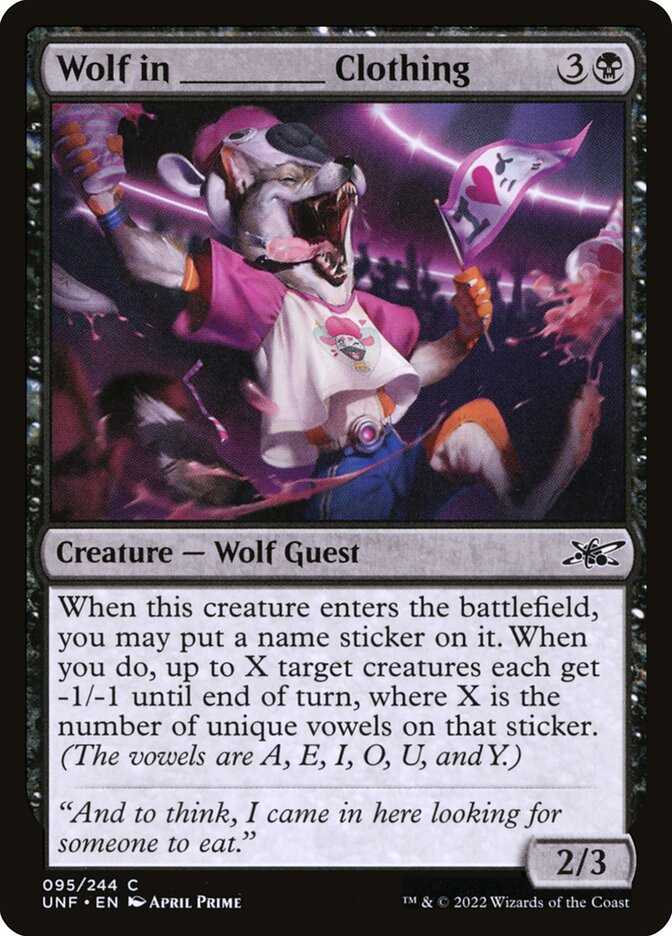 Wolf in ________ Clothing 3
I
Creature — Wolf Guest
When this creature enters the battlefield,
you may put a name sticker on it. When
you do, up to X target creatures each get
-1/-1 until end of turn, where X is the
number of unique vowels on that sticker.
(The vowels are A, E, I, O, U, and Y.)
“And to think, I came in here looking for
someone to eat.”
2/3
095/244 C
UNF • EN April Prime
™ & © 2022 Wizards of the Coast